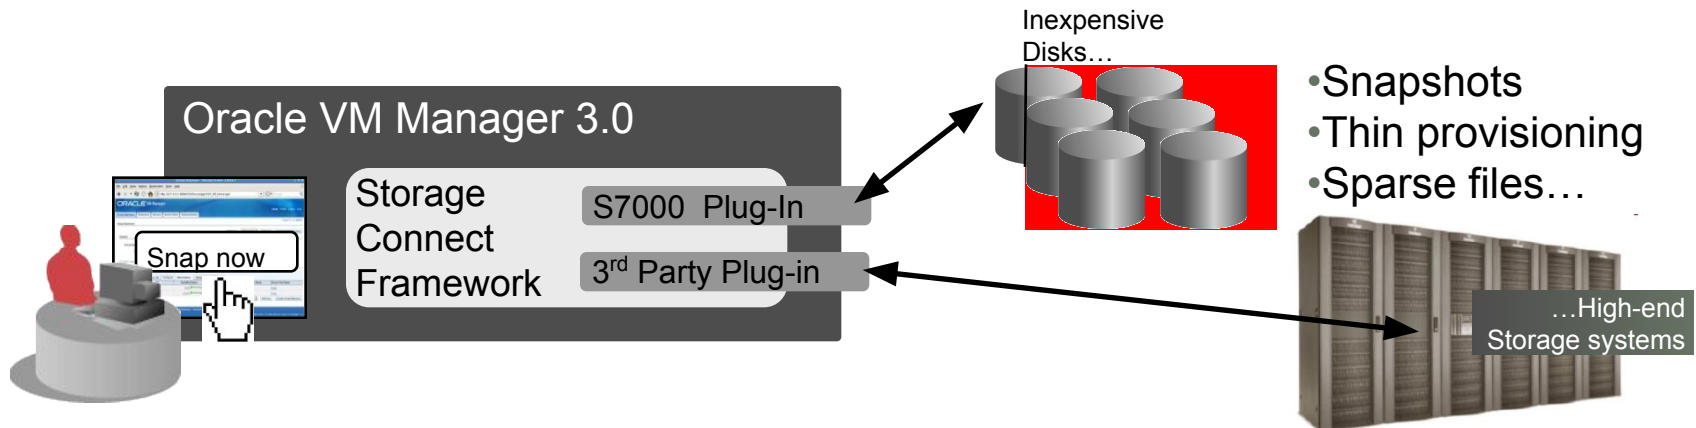 Inexpensive
Disks…
•Snapshots
•Thin provisioning
•Sparse files…
Oracle VM Manager 3.0
Storage
Connect
Framework
S7000 Plug-In
3rd Party Plug-in
ORACLE
Snap now
…High-end
Storage systems